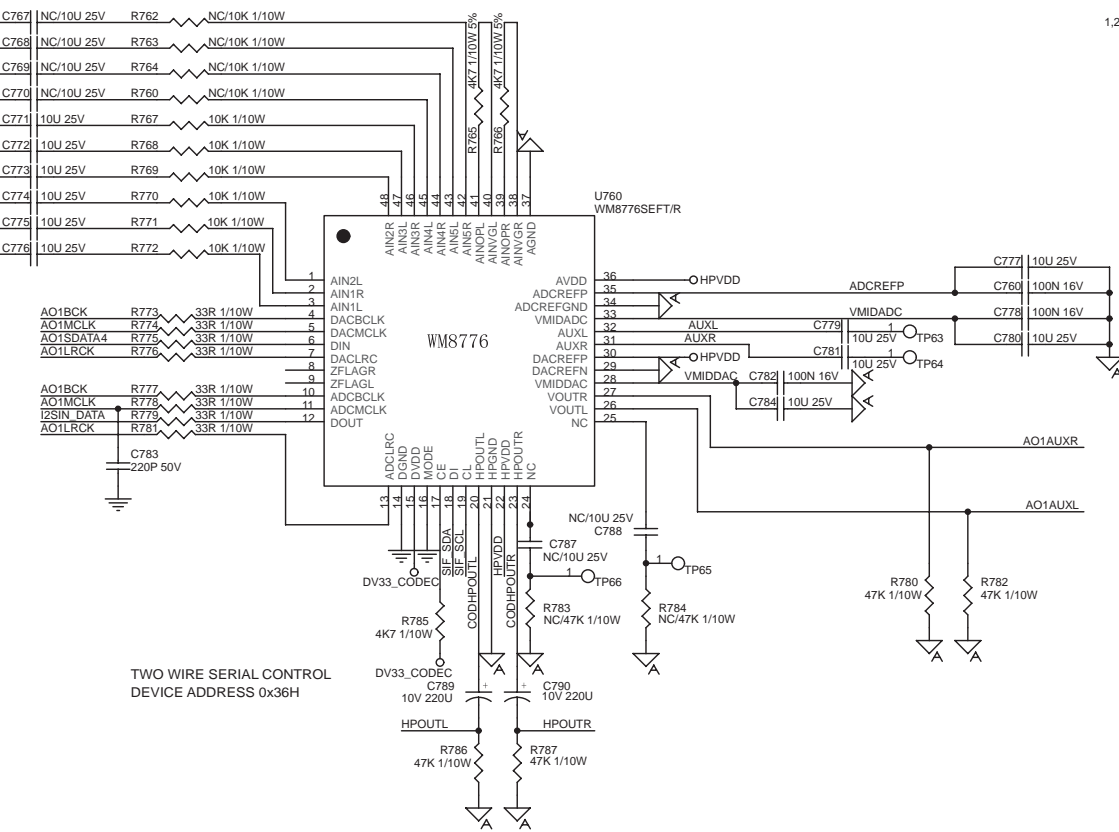 C767 NC/10U 25V R762 NC/10K 1/10W
C768 NC/10U 25V R763 NC/10K 1/10W
C769 NC/10U 25V R764 NC/10K 1/10W
C770 NC/10U 25V R760 NC/10K 1/10W
C771 10U 25V R767 10K 1/10W
C772 10U 25V R768 10K 1/10W
C773 10U 25V R769 10K 1/10W
C774 10U 25V R770 10K 1/10W
C775 10U 25V R771 10K 1/10W
C776 10U 25V R772 10K 1/10W
R765 4K7 1/10W 5%
R766 4K7 1/10W 5%
A
1,2
U760
WM8776SEFT/R
48 47 46 45 44 43 42 41 40 39 38 37
AIN2R AIN3L AIN3R AIN4L AIN4R AIN5L AIN5R AINOPL AINVGL AINOPR AINVGR AGND
WM8776
1 AIN2L
2 AIN1R
3 AIN1L
4 DACBCLK
5 DACMCLK
6 DIN
7 DACLRC
8 ZFLAGR
9 ZFLAGL
10 ADCBCLK
11 ADCMCLK
12 DOUT
AO1BCK R773 33R 1/10W
AO1MCLK R774 33R 1/10W
AO1SDATA4 R775 33R 1/10W
AO1LRCK R776 33R 1/10W
AO1BCK R777 33R 1/10W
AO1MCLK R778 33R 1/10W
I2SIN_DATA R779 33R 1/10W
AO1LRCK R781 33R 1/10W
C783
220P 50V
AVDD 36 HPVDD
ADCREFP 35 ADCREFP
ADCREFGND 34 A
VMIDADC 33 VMIDADC
AUXL 32 AUXL
AUXR 31 AUXR
DACREFP 30 HPVDD
DACREFN 29 A
VMIDDAC 28 VMIDDAC
VOUTR 27
VOUTL 26
NC 25
C777 10U 25V
C760 100N 16V
C778 100N 16V
C780 10U 25V
A
C779 10U 25V 1 TP63
C781 10U 25V 1 TP64
C782 100N 16V A
C784 10U 25V A
AO1AUXR
AO1AUXL
ADCLRC DGND DVDD MODE CE DI CL HPOUTL HPGND HPVDD HPOUTR NC
13 14 15 16 17 18 19 20 21 22 23 24
DV33_CODEC
SIF_SDA
SIF_SCL
CODHPOUTL
HPVDD
CODHPOUTR
C787
NC/10U 25V
1 TP66
R783
NC/47K 1/10W
A
NC/10U 25V
C788
1 TP65
R784
NC/47K 1/10W
A
R780
47K 1/10W
A
R782
47K 1/10W
A
R785
4K7 1/10W
DV33_CODEC
A
TWO WIRE SERIAL CONTROL
DEVICE ADDRESS 0x36H
C789
10V 220U
+
C790
10V 220U
+
HPOUTL
HPOUTR
R786
47K 1/10W
A
R787
47K 1/10W
A